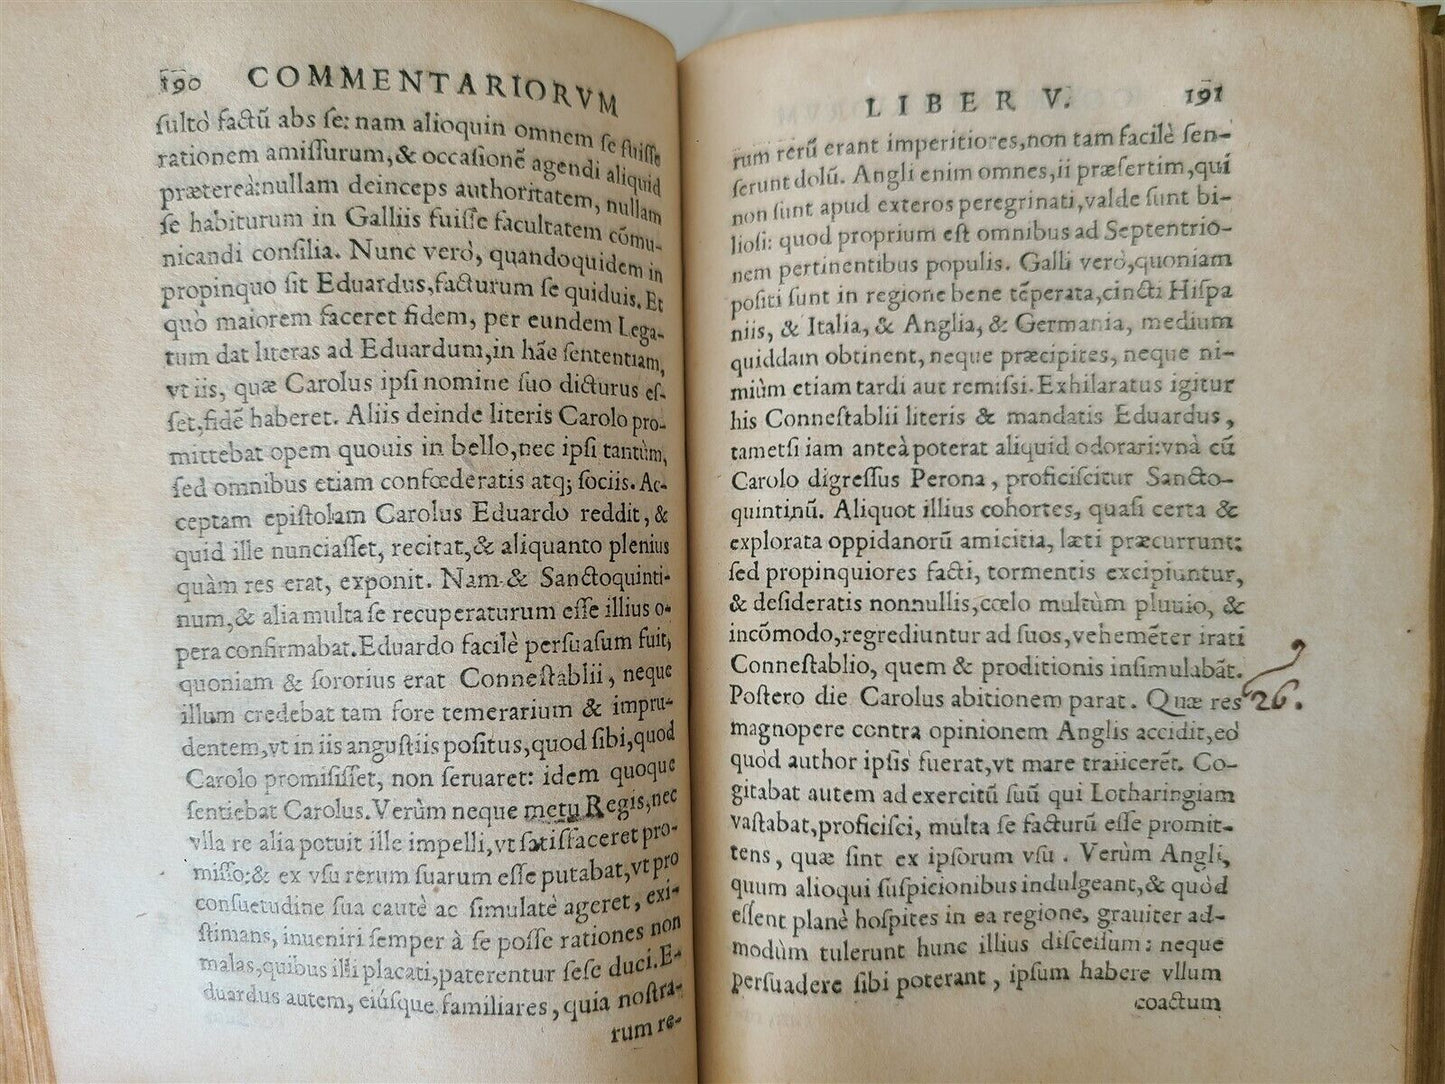 190 COMMENTARIORVM
ſultò factũ abs ſe: nam alioquin omnem ſe fuiſſe
rationem amiſſurum,& occaſionẽ agendi aliquid
prætereà:nullam deinceps authoritatem, nullam
ſe habiturum in Galliis fuiſſe facultatem cõmu-
nicandi conſilia. Nunc verò, quandoquidem in
propinquo ſit Eduardus,facturum ſe quiduis. Et
quò maiorem faceret fidem, per eundem Lega-
tum dat literas ad Eduardum,in hãc ſententiam,
vt iis, quæ Carolus ipſi nomine ſuo dicturus eſ-
ſet,fidẽ haberet. Aliis deinde literis Carolo pro-
mittebat opem quouis in bello,nec ipſi tantùm,
ſed omnibus etiam confœderatis atq; ſociis. Ac-
ceptam epiſtolam Carolus Eduardo reddit, &
quid ille nunciaſſet, recitat,& aliquanto plenius
quàm res erat, exponit. Nam & Sanctoquinti-
num,& alia multa ſe recuperaturum eſſe illius o-
pera confirmabat.Eduardo facilè perſuaſum fuit,
quoniam & ſororius erat Conneſtablii, neque
illum credebat tam fore temerarium & impru-
dentem,vt in iis anguſtiis poſitus,quod ſibi,quod
Carolo promiſiſſet, non ſeruaret: idem quoque
ſentiebat Carolus. Verùm neque metu Regis,nec
vlla re alia potuit ille impelli,vt ſatisfaceret pro-
miſſo:& ex vſu rerum ſuarum eſſe putabat,vt pro
conſuetudine ſua cautè ac ſimulatè ageret, exi-
ſtimans, inueniri ſemper à ſe poſſe rationes non
malas,quibus illi placati,paterentur ſeſe duci. E-
duardus autem, eiúſque familiares, quia noſtra-
rum re-
LIBER V. 191
rum rerũ erant imperitiores,non tam facilè ſen-
ſerunt dolũ. Angli enim omnes,ii præſertim,qui
non ſunt apud exteros peregrinati,valde ſunt bi-
lioſi: quod proprium eſt omnibus ad Septentrio-
nem pertinentibus populis. Galli verò,quoniam
poſiti ſunt in regione bene tẽperata,cincti Hiſpa
niis, & Italia, & Anglia, & Germania, medium
quiddam obtinent, neque præcipites, neque ni-
miùm etiam tardi aut remiſſi. Exhilaratus igitur
his Conneſtablii literis & mandatis Eduardus,
tametſi iam anteà poterat aliquid odorari:vnà cũ
Carolo digreſſus Perona, proficiſcitur Sancto-
quintinũ. Aliquot illius cohortes, quaſi certa &
explorata oppidanorũ amicitia, læti præcurrunt:
ſed propinquiores facti, tormentis excipiuntur,
& deſideratis nonnullis,cœlo multùm pluuio, &
incõmodo,regrediuntur ad ſuos,vehemẽter irati
Conneſtablio, quem & proditionis inſimulabãt.
Poſtero die Carolus abitionem parat. Quæ res 26.
magnopere contra opinionem Anglis accidit,eò
quòd author ipſis fuerat,vt mare traiicerẽt. Co-
gitabat autem ad exercitũ ſuũ qui Lotharingiam
vaſtabat,proficiſci, multa ſe facturũ eſſe promit-
tens, quæ ſint ex ipſorum vſu. Verùm Angli,
quum alioqui ſuſpicionibus indulgeant,& quòd
eſſent planè hoſpites in ea regione, grauiter ad-
modùm tulerunt hunc illius diſceſſum: neque
perſuadere ſibi poterant, ipſum habere vllum
coactum